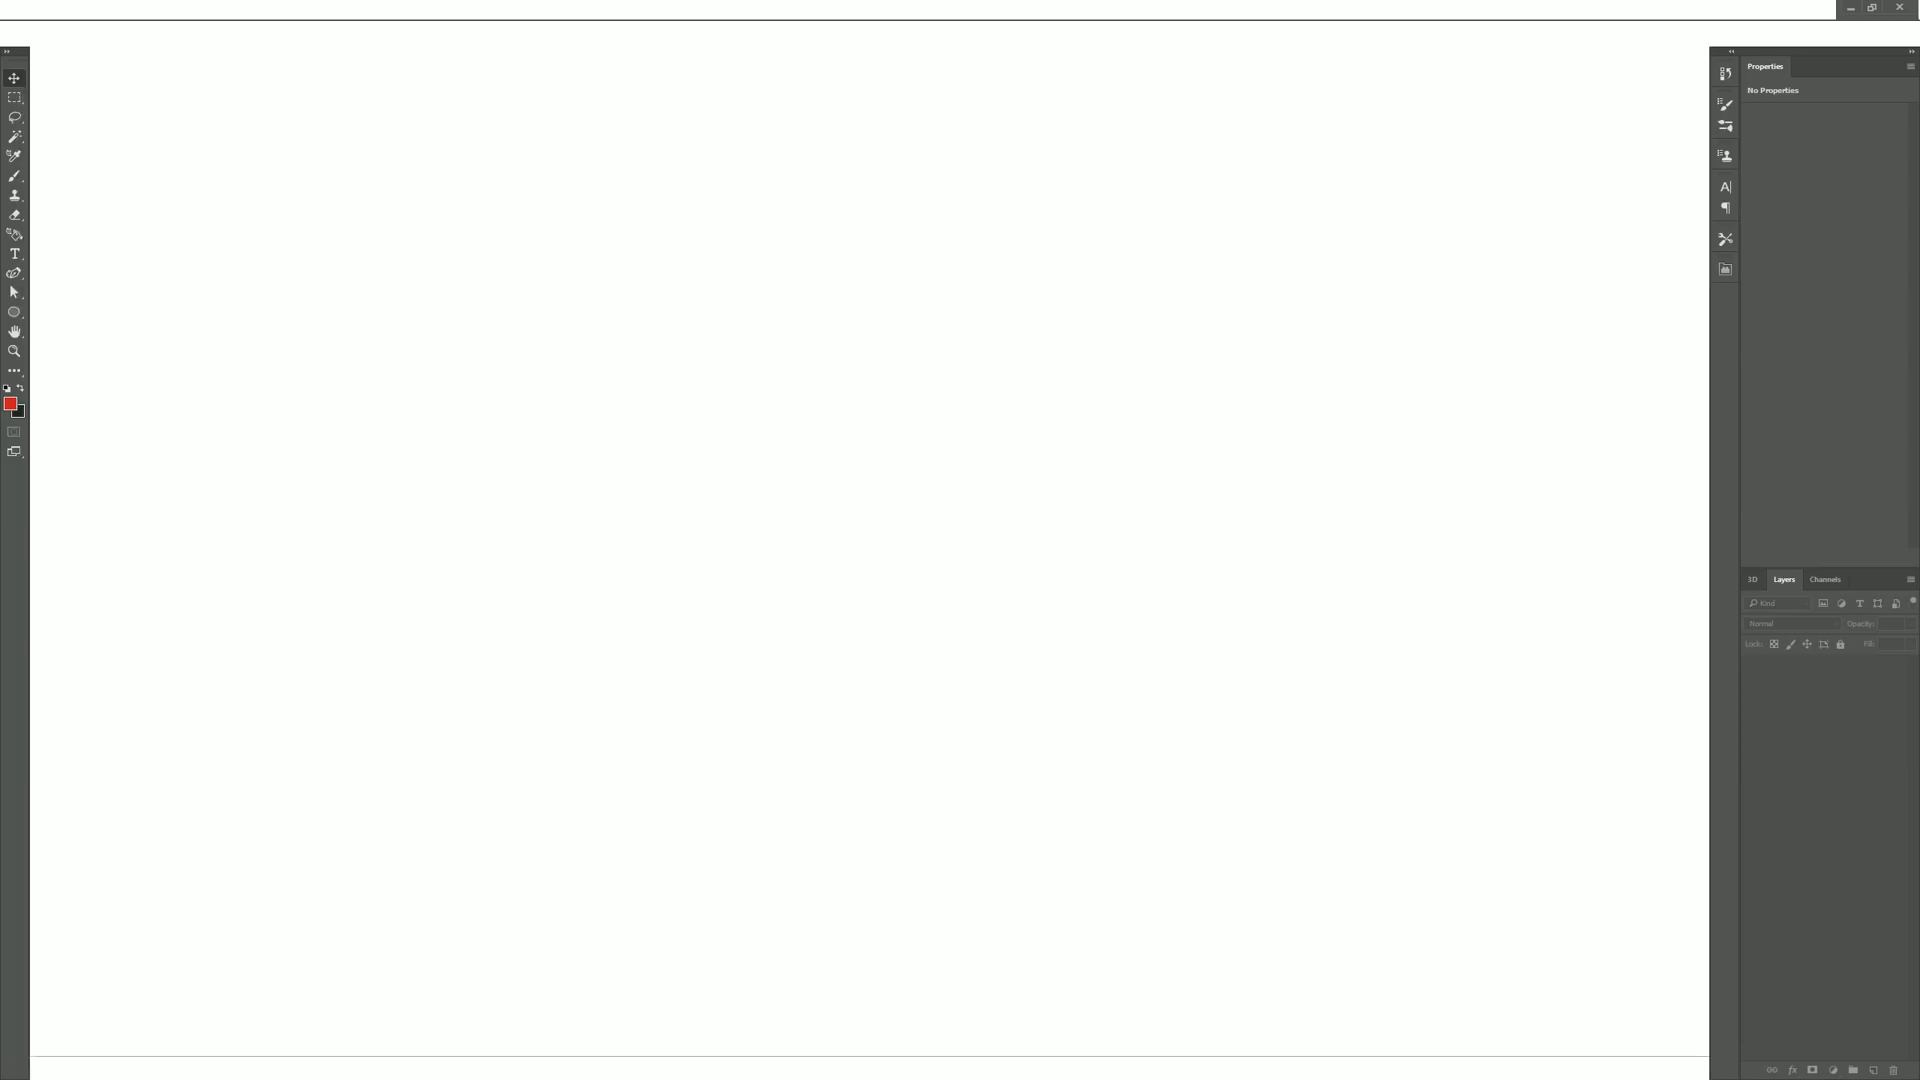 Properties
No Properties
3D Layers Channels
Kind
Normal Opacity:
Lock: Fill: